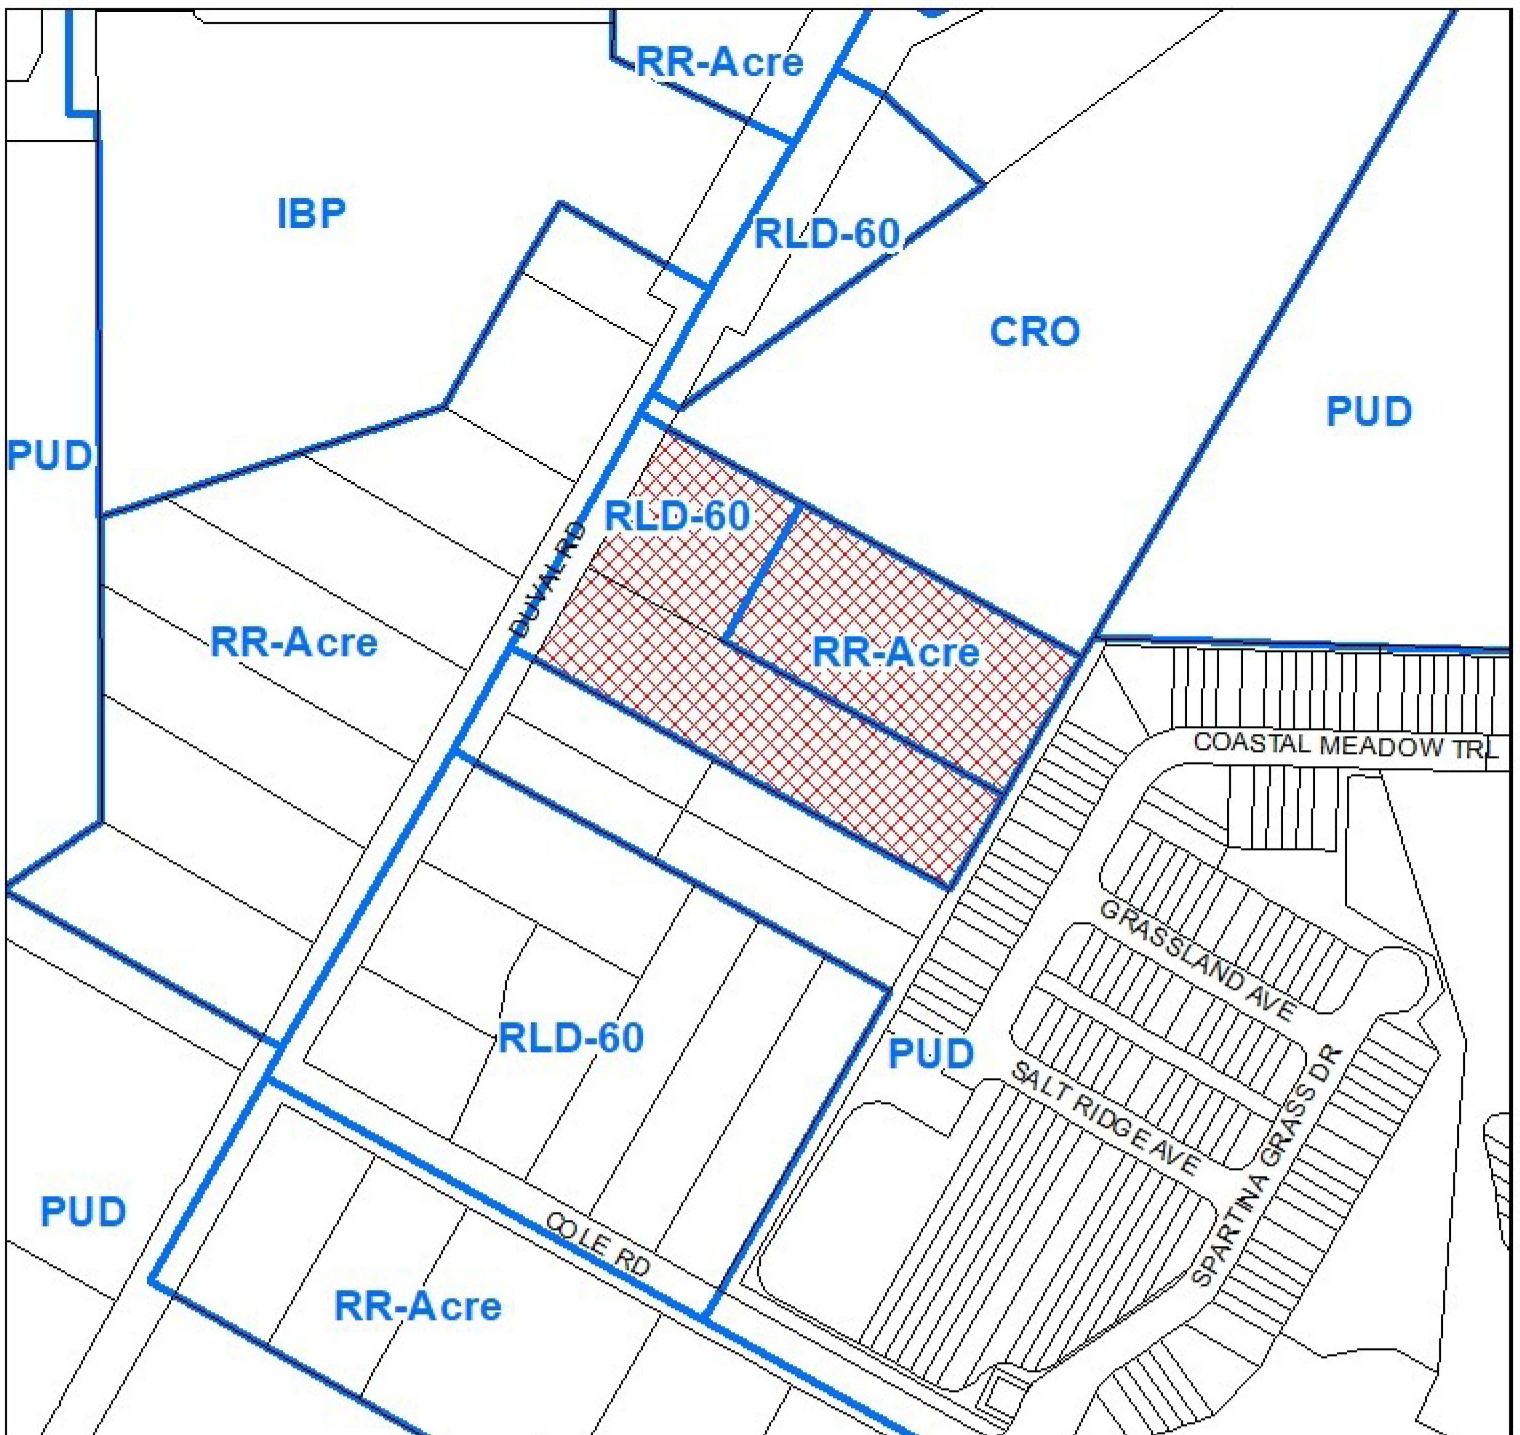 RR-Acre
IBP
RLD-60
CRO
PUD
PUD
RLD-60
DUVAL RD
RR-Acre
RR-Acre
COASTAL MEADOW TRL
GRASSLAND AVE
RLD-60
PUD
SALT RIDGE AVE
SPARTINA GRASS DR
PUD
COLE RD
RR-Acre